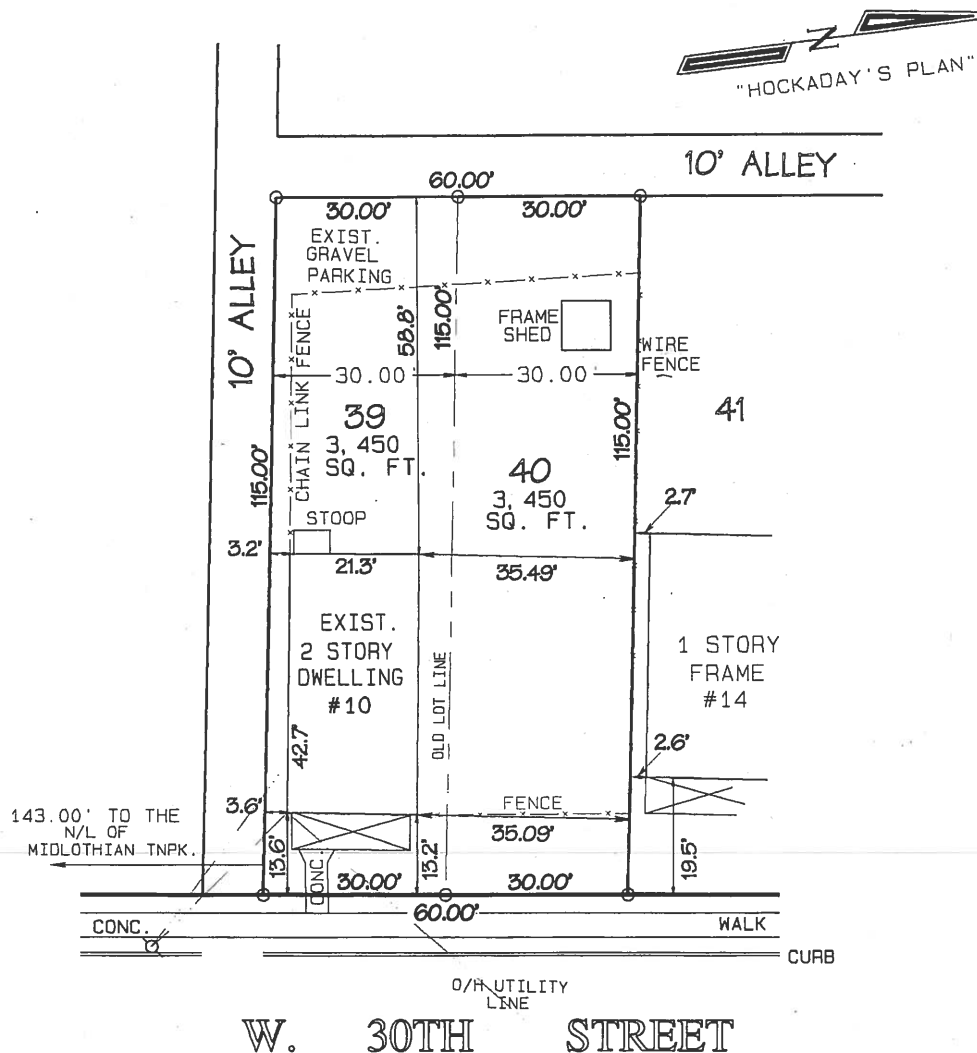 N
"HOCKADAY'S PLAN"
10' ALLEY
60.00'
30.00' 30.00'
EXIST.
GRAVEL
PARKING
10' ALLEY
CHAIN LINK FENCE
58.8'
115.00'
FRAME
SHED
WIRE
FENCE
30.00 30.00
39
3,450
SQ. FT.
40
3,450
SQ. FT.
41
115.00'
115.00'
2.7'
STOOP
3.2'
21.3'
35.49'
EXIST.
2 STORY
DWELLING
#10
OLD LOT LINE
1 STORY
FRAME
#14
42.7'
2.6'
3.6'
FENCE
35.09'
143.00' TO THE
N/L OF
MIDLOTHIAN TNPK.
13.6'
CONC.
13.2'
19.5'
30.00' 30.00'
60.00'
CONC.
WALK
CURB
O/H UTILITY
LINE
W. 30TH STREET